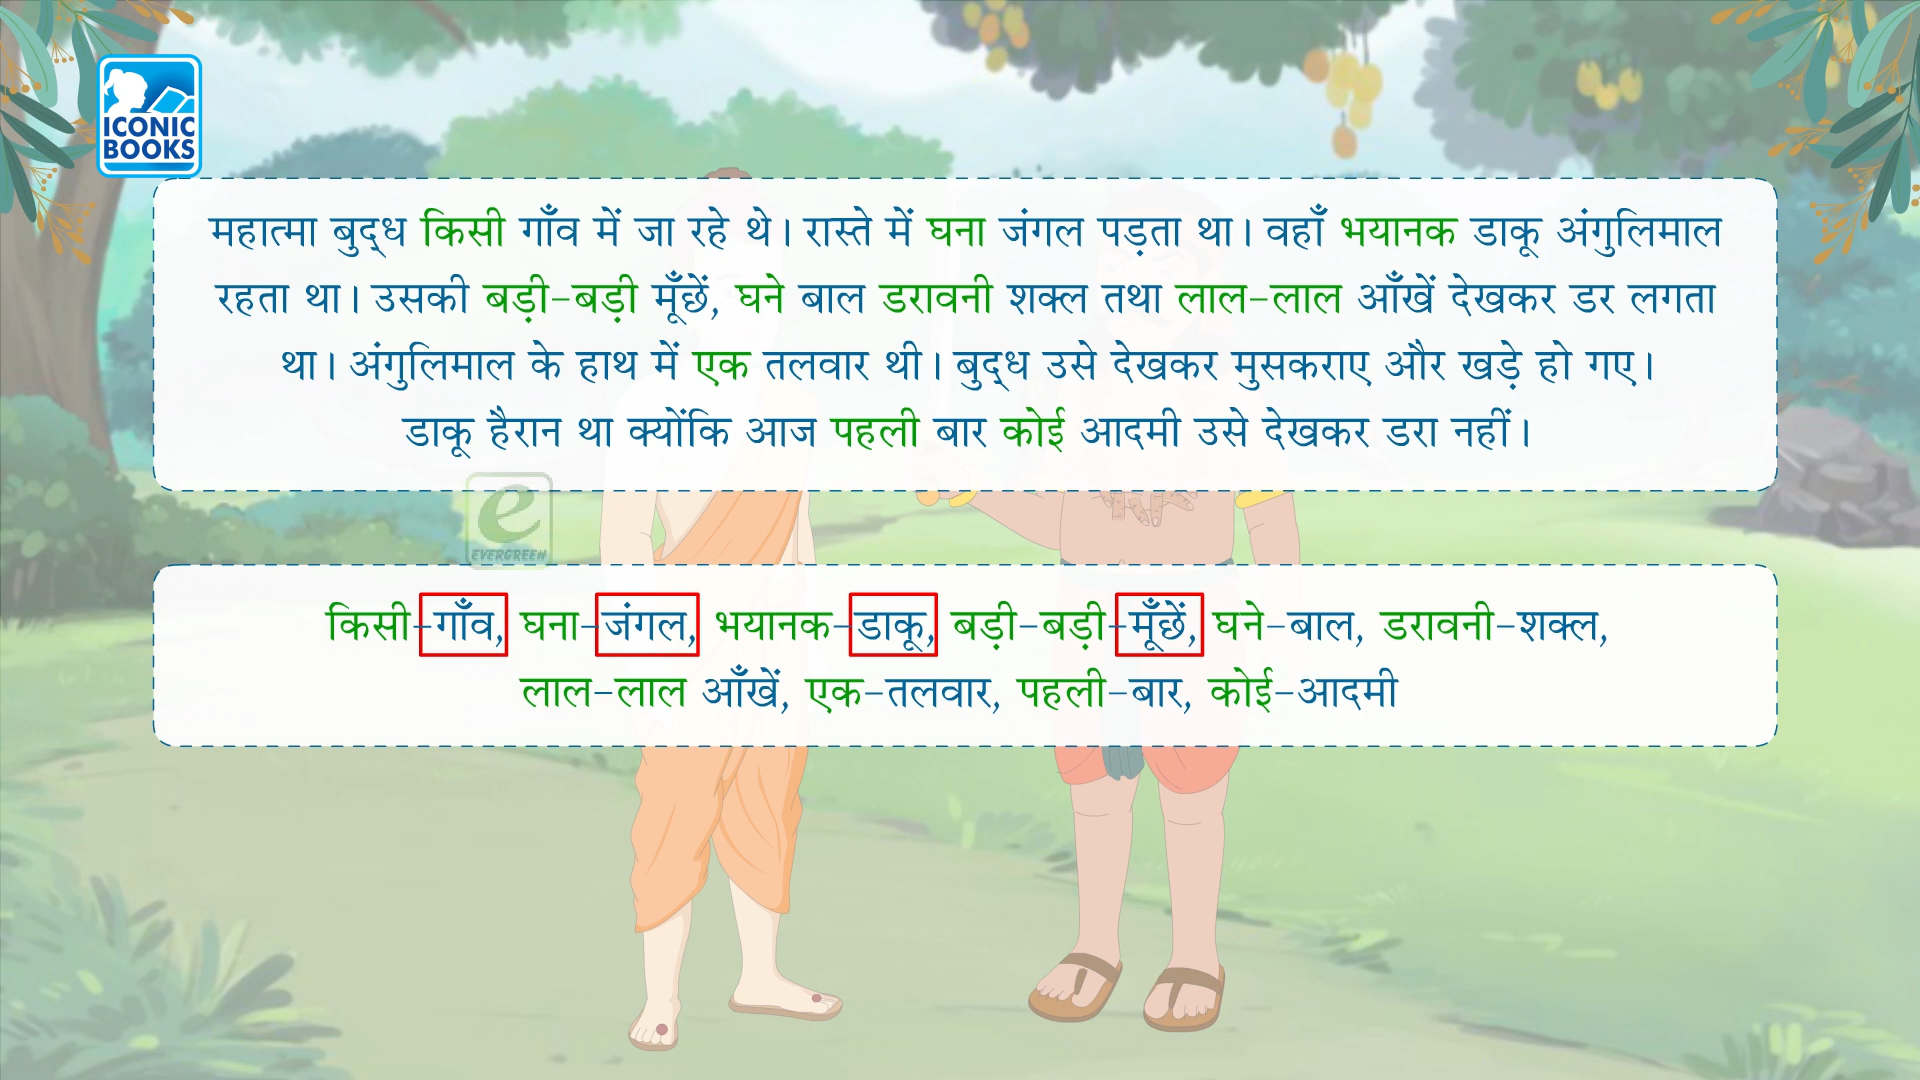 ICONIC
BOOKS
महात्मा बुद्ध किसी गाँव में जा रहे थे। रास्ते में घना जंगल पड़ता था। वहाँ भयानक डाकू अंगुलिमाल
रहता था। उसकी बड़ी-बड़ी मूँछें, घने बाल डरावनी शक्ल तथा लाल-लाल आँखें देखकर डर लगता
था। अंगुलिमाल के हाथ में एक तलवार थी। बुद्ध उसे देखकर मुसकराए और खड़े हो गए।
डाकू हैरान था क्योंकि आज पहली बार कोई आदमी उसे देखकर डरा नहीं।
e
EVERGREEN
किसी-गाँव, घना-जंगल, भयानक-डाकू, बड़ी-बड़ी-मूँछें, घने-बाल, डरावनी-शक्ल,
लाल-लाल आँखें, एक-तलवार, पहली-बार, कोई-आदमी